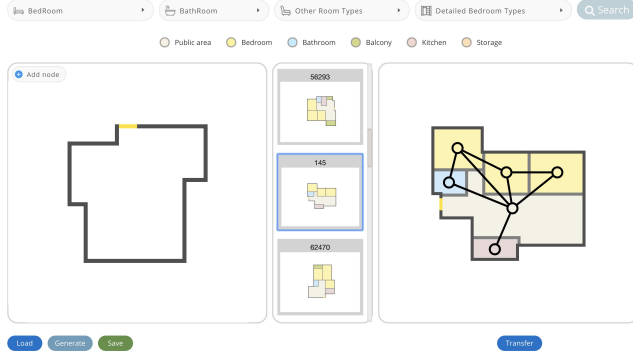 BedRoom
BathRoom
Other Room Types
Detailed Bedroom Types
Search
Public area
Bedroom
Bathroom
Balcony
Kitchen
Storage
Add node
56293
145
62470
Load
Generate
Save
Transfer